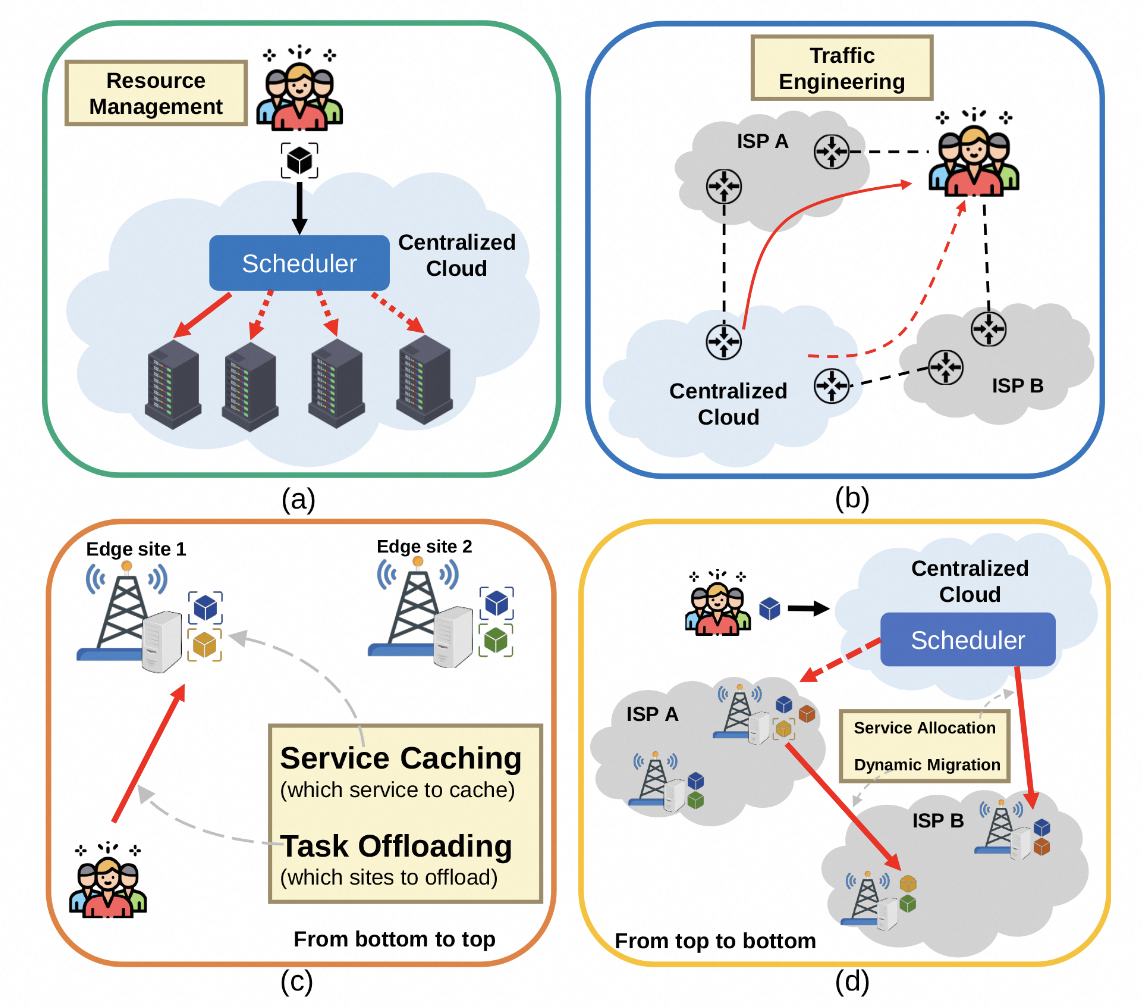 Resource
Management
Centralized
Cloud
Scheduler
(a)
Traffic
Engineering
ISP A
Centralized
Cloud
ISP B
(b)
Edge site 1
Edge site 2
Service Caching
(which service to cache)
Task Offloading
(which sites to offload)
From bottom to top
(c)
Centralized
Cloud
Scheduler
ISP A
Service Allocation
Dynamic Migration
ISP B
From top to bottom
(d)